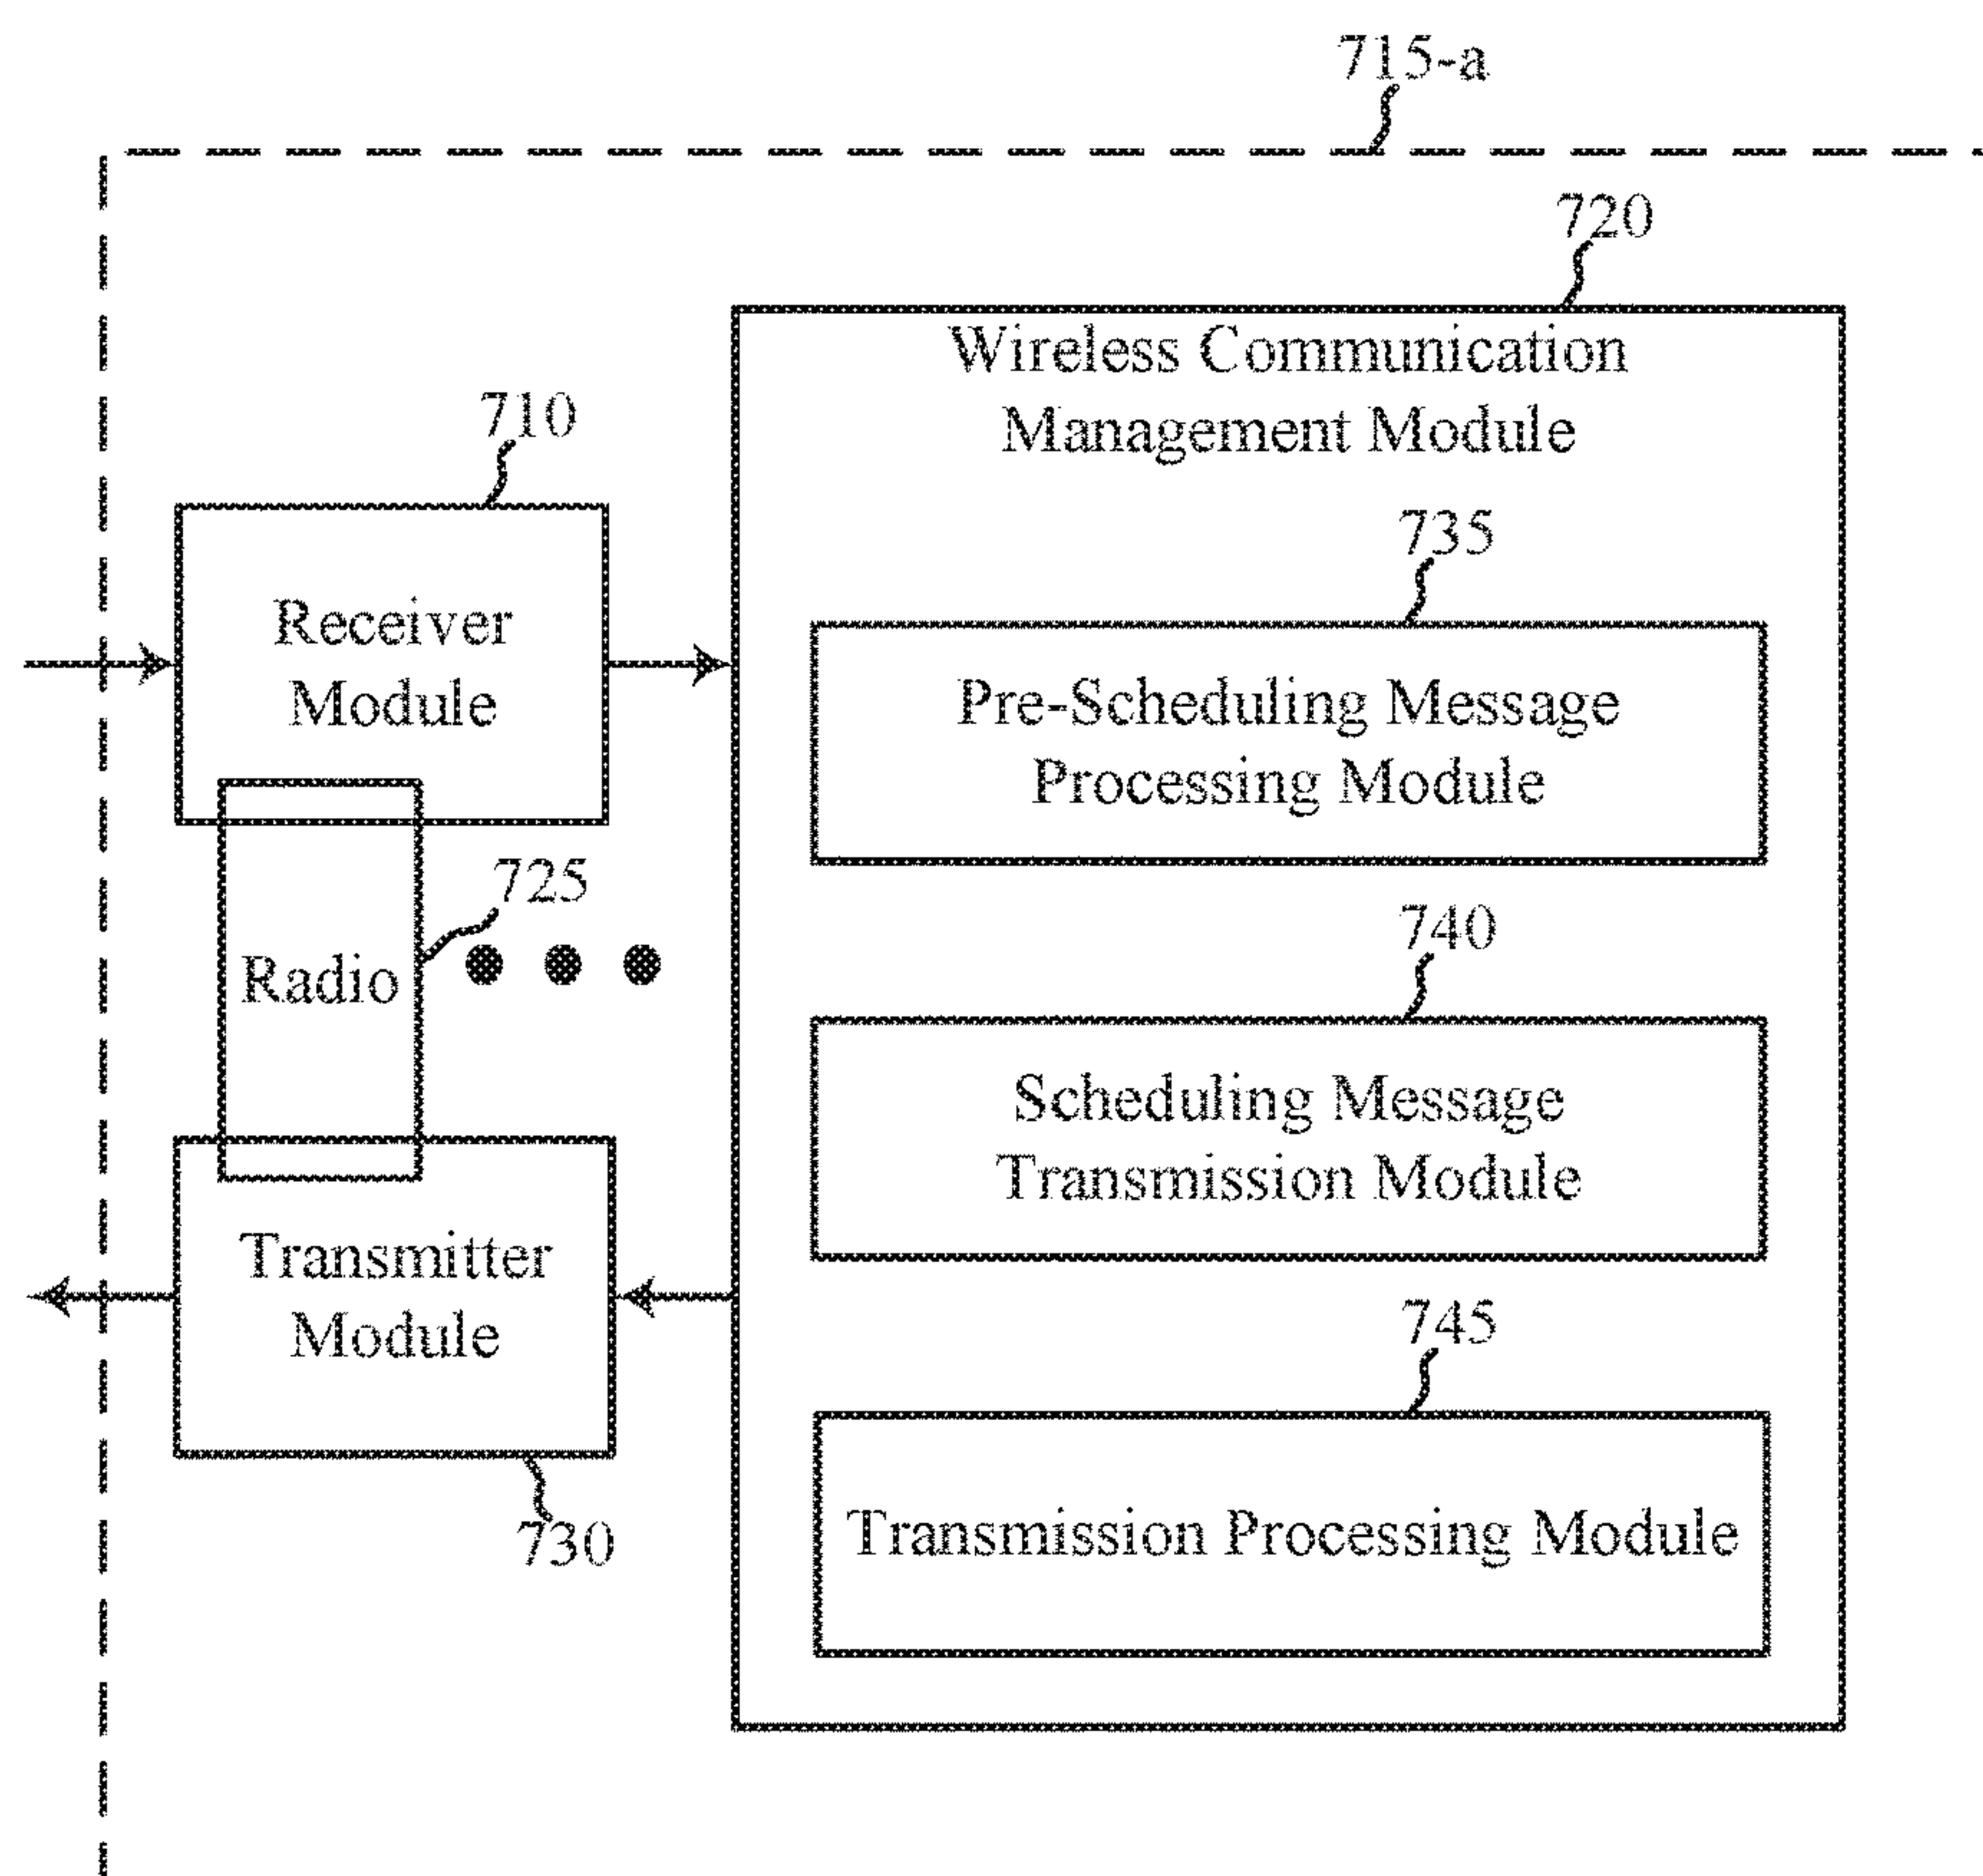 715-a
720
Wireless Communication
Management Module
710
Receiver
Module
735
Pre-Scheduling Message
Processing Module
725
Radio
740
Scheduling Message
Transmission Module
Transmitter
Module
730
745
Transmission Processing Module